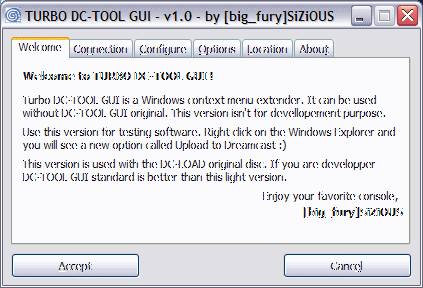 TURBO DC-TOOL GUI - v1.0 - by [big_fury]SiZiOUS
Welcome Connection Configure Options Location About
Welcome to TURBO DC-TOOL GUI!
Turbo DC-TOOL GUI is a Windows context menu extender. It can be used
without DC-TOOL GUI original. This version isn't for developpement purpose.
Use this version for testing software. Right click on the Windows Explorer and
you will see a new option called Upload to Dreamcast :)
This version is used with the DC-LOAD original disc. If you are developper
DC-TOOL GUI standard is better than this light version.
Enjoy your favorite console,
[big_fury]SiZiOUS
Accept Cancel